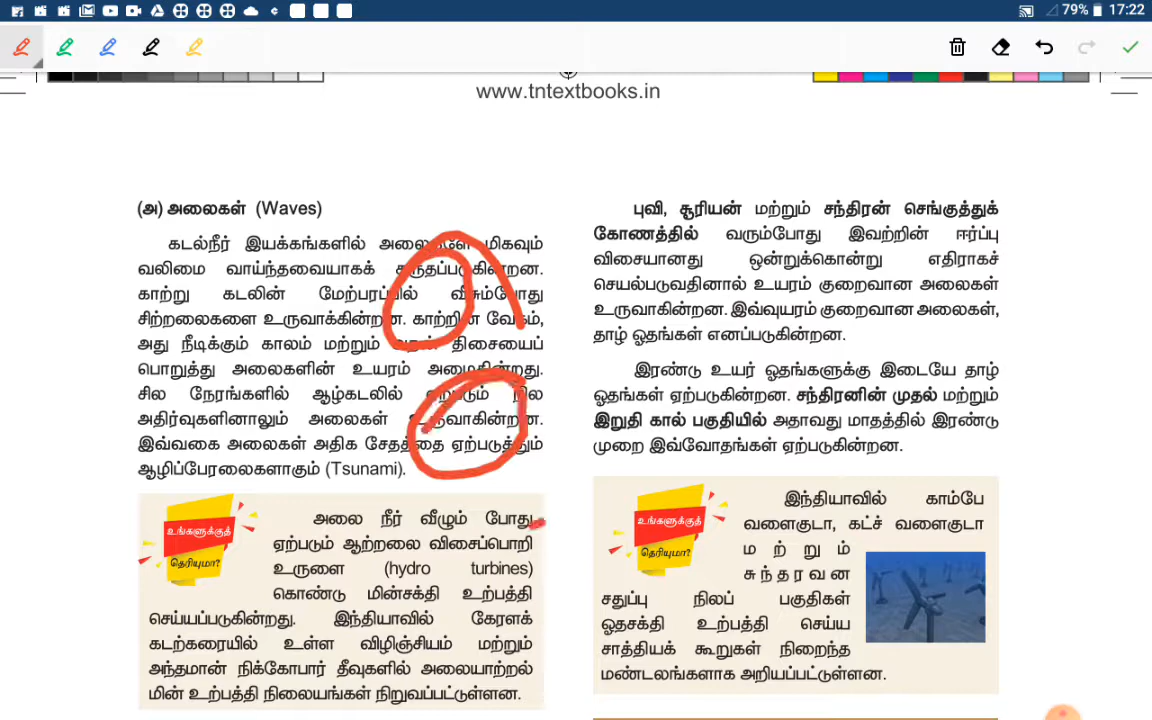 79% 17:22
www.tntextbooks.in
(அ) அலைகள் (Waves)
கடல்நீர் இயக்கங்களில் அலைகளே மிகவும்
வலிமை வாய்ந்தவையாகக் கருதப்படுகின்றன.
காற்று கடலின் மேற்பரப்பில் வீசும்போது
சிற்றலைகளை உருவாக்கின்றன. காற்றின் வேகம்,
அது நீடிக்கும் காலம் மற்றும் அதன் திசையைப்
பொறுத்து அலைகளின் உயரம் அமைகின்றது.
சில நேரங்களில் ஆழ்கடலில் ஏற்படும் நில
அதிர்வுகளினாலும் அலைகள் உருவாகின்றன.
இவ்வகை அலைகள் அதிக சேதத்தை ஏற்படுத்தும்
ஆழிப்பேரலைகளாகும் (Tsunami).
உங்களுக்குத்
தெரியுமா?
அலை நீர் வீழும் போது
ஏற்படும் ஆற்றலை விசைப்பொறி
உருளை (hydro turbines)
கொண்டு மின்சக்தி உற்பத்தி
செய்யப்படுகின்றது. இந்தியாவில் கேரளக்
கடற்கரையில் உள்ள விழிஞ்சியம் மற்றும்
அந்தமான் நிக்கோபார் தீவுகளில் அலையாற்றல்
மின் உற்பத்தி நிலையங்கள் நிறுவப்பட்டுள்ளன.
புவி, சூரியன் மற்றும் சந்திரன் செங்குத்துக்
கோணத்தில் வரும்போது இவற்றின் ஈர்ப்பு
விசையானது ஒன்றுக்கொன்று எதிராகச்
செயல்படுவதினால் உயரம் குறைவான அலைகள்
உருவாகின்றன. இவ்வுயரம் குறைவான அலைகள்,
தாழ் ஓதங்கள் எனப்படுகின்றன.
இரண்டு உயர் ஓதங்களுக்கு இடையே தாழ்
ஓதங்கள் ஏற்படுகின்றன. சந்திரனின் முதல் மற்றும்
இறுதி கால் பகுதியில் அதாவது மாதத்தில் இரண்டு
முறை இவ்வோதங்கள் ஏற்படுகின்றன.
உங்களுக்குத்
தெரியுமா?
இந்தியாவில் காம்பே
வளைகுடா, கட்ச் வளைகுடா
ம ற் று ம்
சு ந் த ர வ ன
சதுப்பு நிலப் பகுதிகள்
ஓதசக்தி உற்பத்தி செய்ய
சாத்தியக் கூறுகள் நிறைந்த
மண்டலங்களாக அறியப்பட்டுள்ளன.